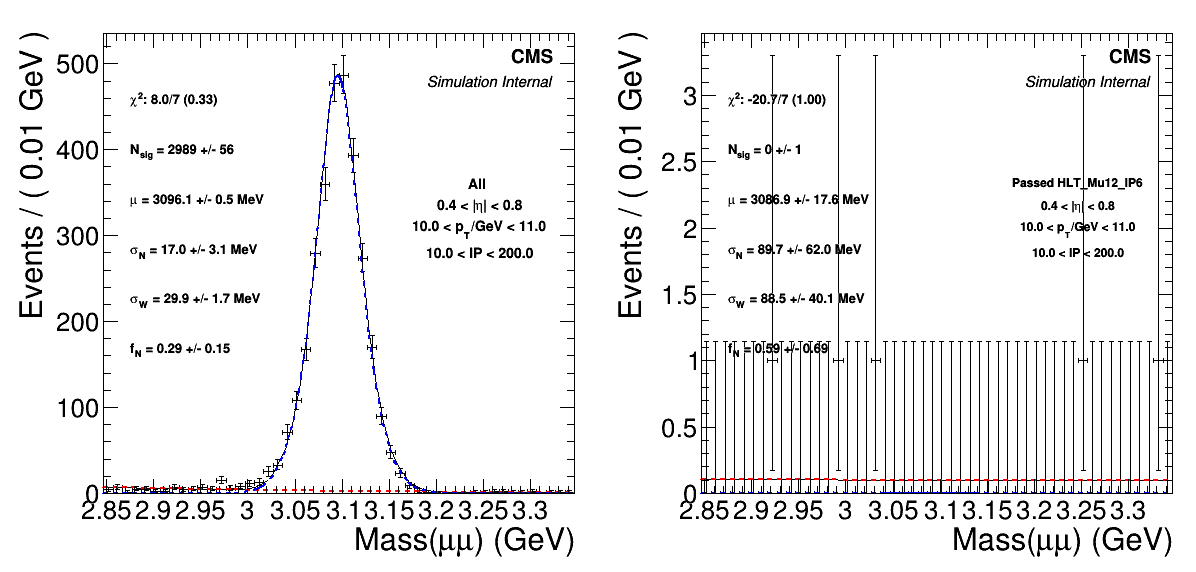 Events / ( 0.01 GeV )
500
400
300
200
100
0
CMS
Simulation Internal
χ²: 8.0/7 (0.33)
N_sig = 2989 +/- 56
μ = 3096.1 +/- 0.5 MeV
σ_N = 17.0 +/- 3.1 MeV
σ_W = 29.9 +/- 1.7 MeV
f_N = 0.29 +/- 0.15
All
0.4 < |η| < 0.8
10.0 < p_T/GeV < 11.0
10.0 < IP < 200.0
2.85 2.9 2.95 3 3.05 3.1 3.15 3.2 3.25 3.3
Mass(μμ) (GeV)
Events / ( 0.01 GeV )
3
2.5
2
1.5
1
0.5
0
CMS
Simulation Internal
χ²: -20.7/7 (1.00)
N_sig = 0 +/- 1
μ = 3086.9 +/- 17.6 MeV
σ_N = 89.7 +/- 62.0 MeV
σ_W = 88.5 +/- 40.1 MeV
f_N = 0.59 +/- 0.69
Passed HLT_Mu12_IP6
0.4 < |η| < 0.8
10.0 < p_T/GeV < 11.0
10.0 < IP < 200.0
2.85 2.9 2.95 3 3.05 3.1 3.15 3.2 3.25 3.3
Mass(μμ) (GeV)